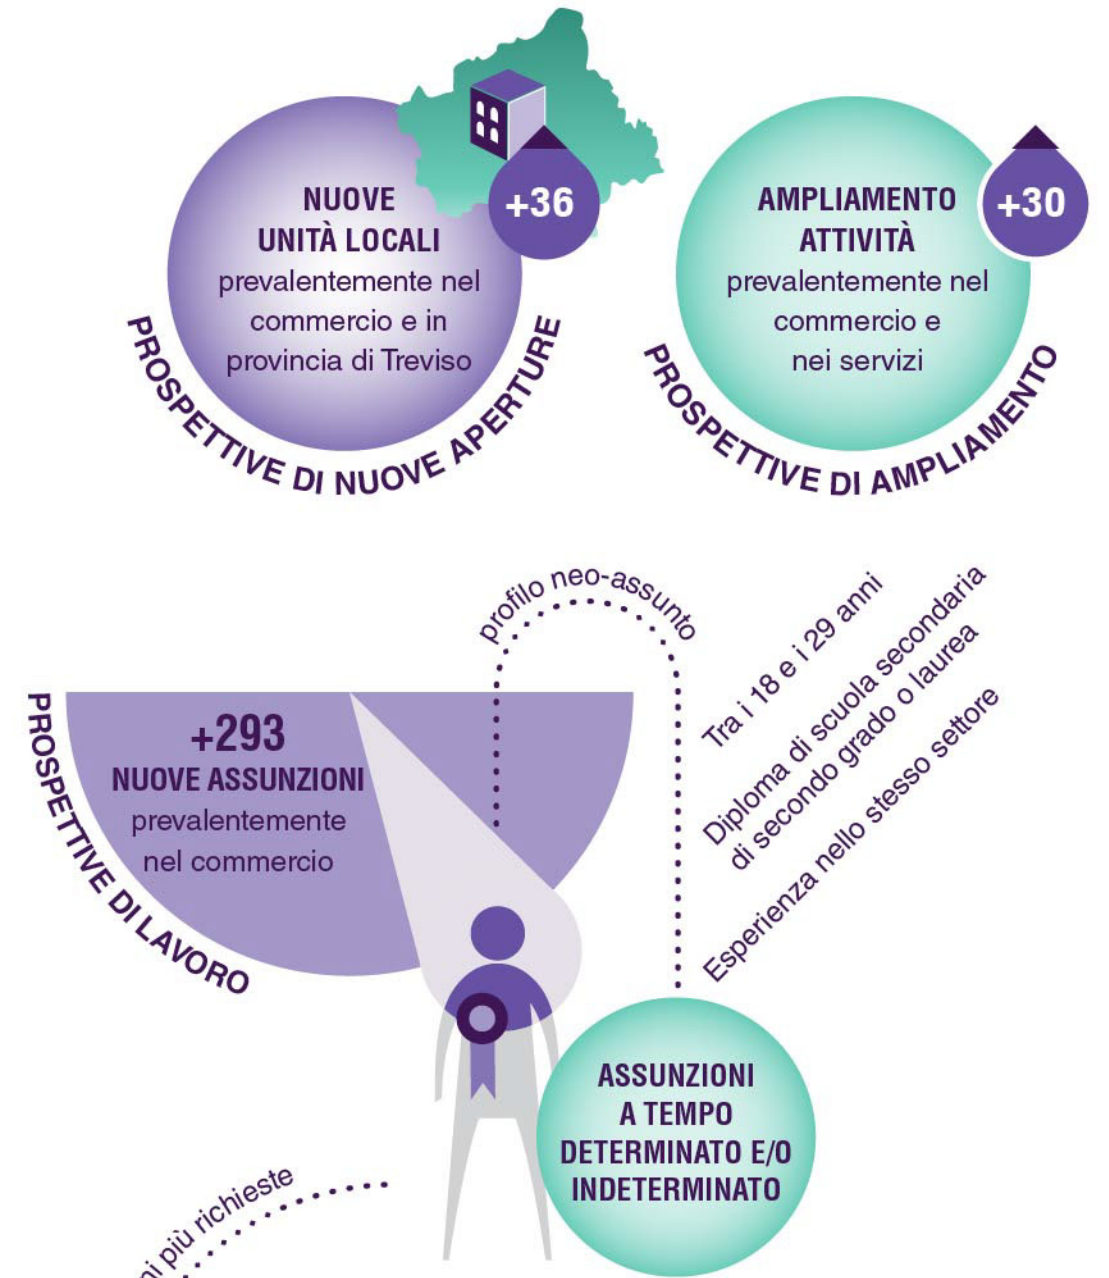 NUOVE
UNITÀ LOCALI
prevalentemente nel
commercio e in
provincia di Treviso
+36
PROSPETTIVE DI NUOVE APERTURE
AMPLIAMENTO
ATTIVITÀ
prevalentemente nel
commercio e
nei servizi
+30
PROSPETTIVE DI AMPLIAMENTO
profilo neo-assunto
Tra i 18 e i 29 anni
Diploma di scuola secondaria
di secondo grado o laurea
Esperienza nello stesso settore
+293
NUOVE ASSUNZIONI
prevalentemente
nel commercio
PROSPETTIVE DI LAVORO
ASSUNZIONI
A TEMPO
DETERMINATO E/O
INDETERMINATO
più richieste